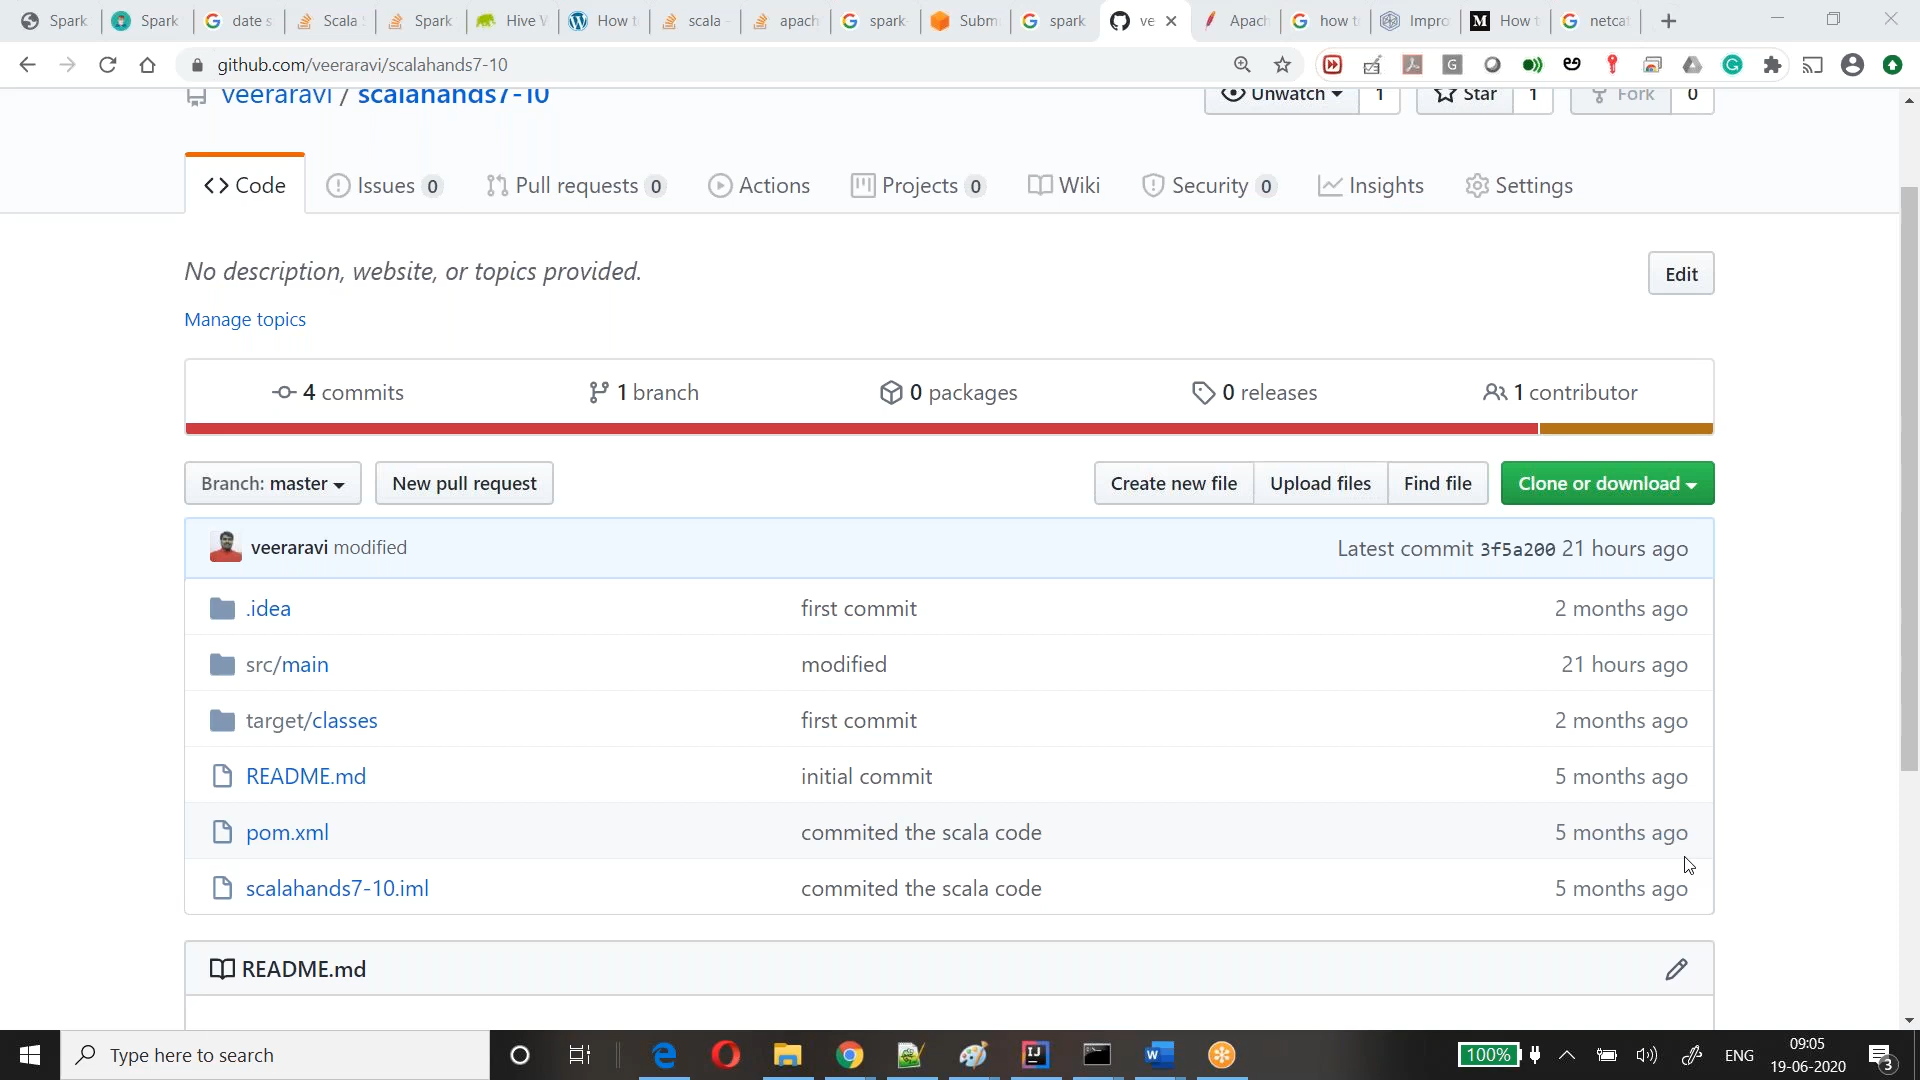 Spark
Spark
date s
Scala
Spark
Hive V
How t
scala
apach
spark
Subm
spark
ve
Apach
how t
Impro
How t
netcat
github.com/veeraravi/scalahands7-10
veeraravi / scalahands7-10
Unwatch 1
Star 1
Fork 0
Code
Issues 0
Pull requests 0
Actions
Projects 0
Wiki
Security 0
Insights
Settings
No description, website, or topics provided.
Edit
Manage topics
4 commits
1 branch
0 packages
0 releases
1 contributor
Branch: master
New pull request
Create new file
Upload files
Find file
Clone or download
veeraravi modified
Latest commit 3f5a200 21 hours ago
.idea first commit 2 months ago
src/main modified 21 hours ago
target/classes first commit 2 months ago
README.md initial commit 5 months ago
pom.xml commited the scala code 5 months ago
scalahands7-10.iml commited the scala code 5 months ago
README.md
Type here to search
100%
ENG
09:05
19-06-2020
3